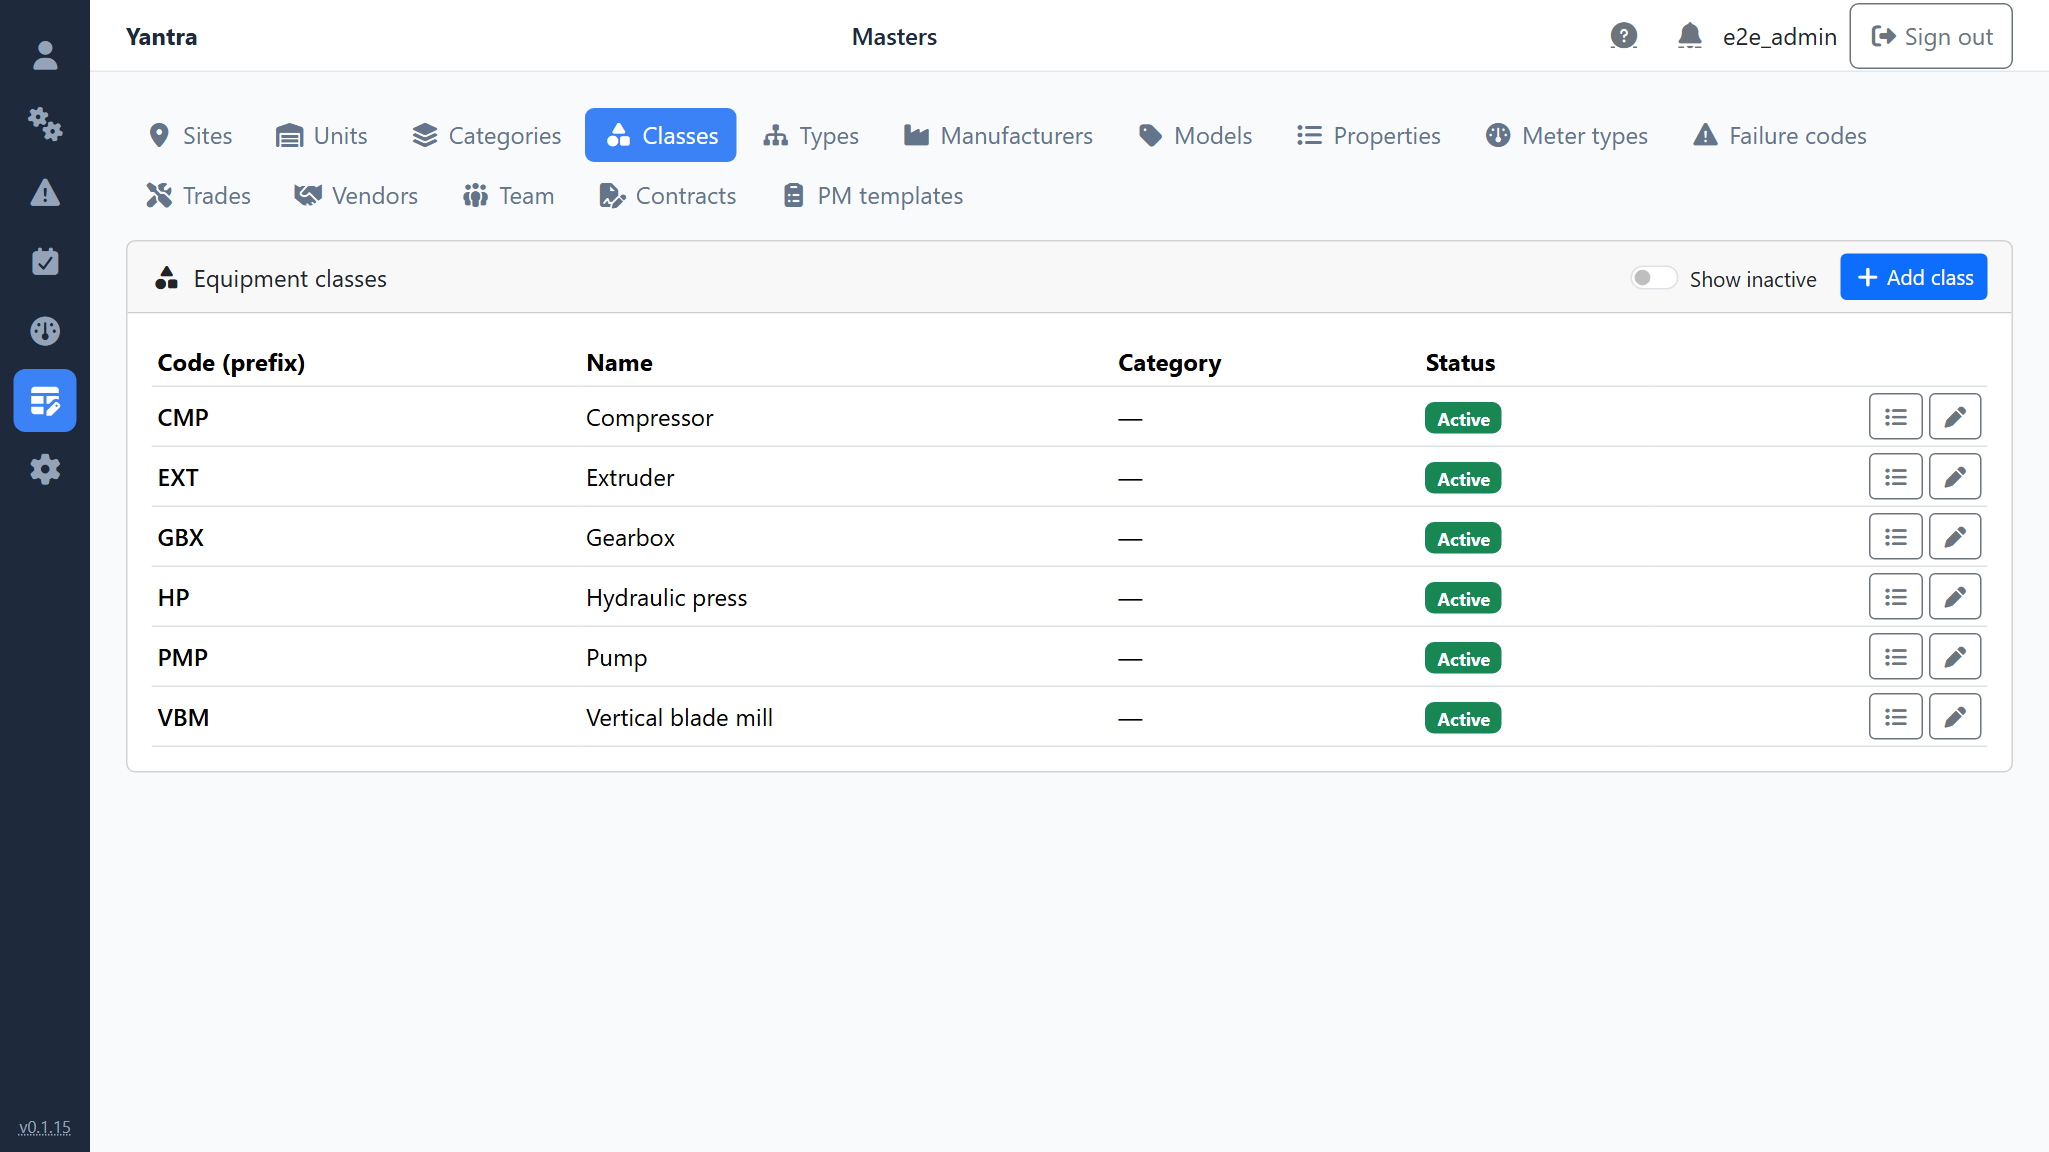 Yantra
Masters
e2e_admin
Sign out
Sites
Units
Categories
Classes
Types
Manufacturers
Models
Properties
Meter types
Failure codes
Trades
Vendors
Team
Contracts
PM templates
Equipment classes
Show inactive
Add class
Code (prefix) Name Category Status
CMP Compressor — Active
EXT Extruder — Active
GBX Gearbox — Active
HP Hydraulic press — Active
PMP Pump — Active
VBM Vertical blade mill — Active
v0.1.15